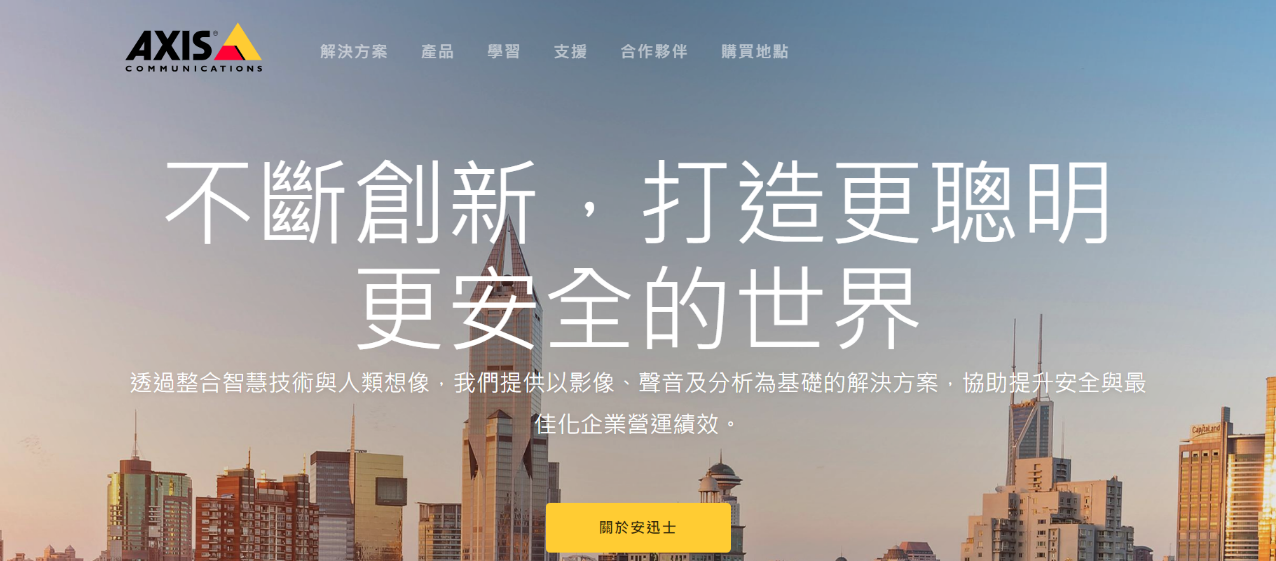 AXIS®
COMMUNICATIONS
解決方案 產品 學習 支援 合作夥伴 購買地點
不斷創新，打造更聰明
更安全的世界
透過整合智慧技術與人類想像，我們提供以影像、聲音及分析為基礎的解決方案，協助提升安全與最
佳化企業營運績效。
CapitaLand
關於安迅士